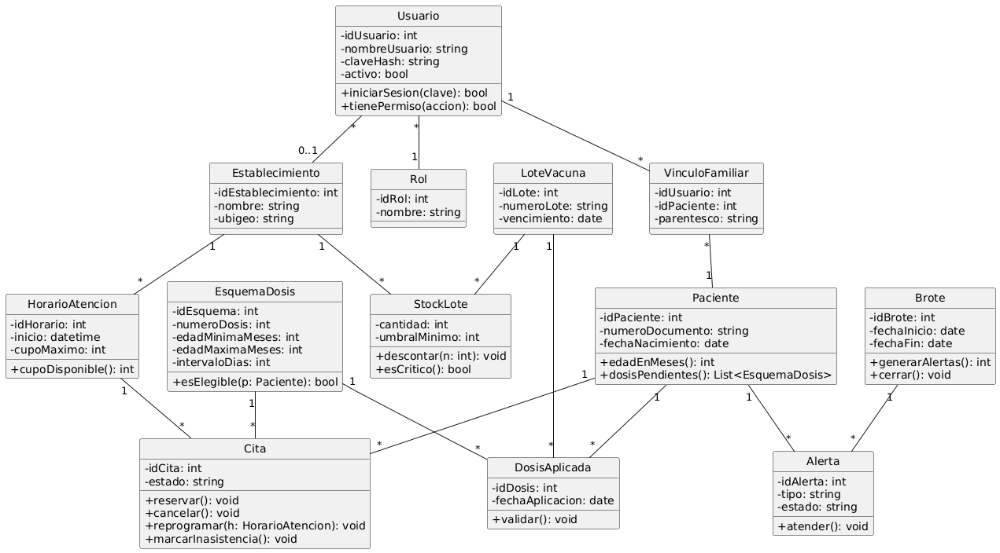 Usuario
-idUsuario: int
-nombreUsuario: string
-claveHash: string
-activo: bool
+iniciarSesion(clave): bool
+tienePermiso(accion): bool
1
*
*
0..1
1
*
Establecimiento
-idEstablecimiento: int
-nombre: string
-ubigeo: string
Rol
-idRol: int
-nombre: string
LoteVacuna
-idLote: int
-numeroLote: string
-vencimiento: date
VinculoFamiliar
-idUsuario: int
-idPaciente: int
-parentesco: string
1
1
1
1
*
*
*
*
1
HorarioAtencion
-idHorario: int
-inicio: datetime
-cupoMaximo: int
+cupoDisponible(): int
EsquemaDosis
-idEsquema: int
-numeroDosis: int
-edadMinimaMeses: int
-edadMaximaMeses: int
-intervaloDias: int
+esElegible(p: Paciente): bool
StockLote
-cantidad: int
-umbralMinimo: int
+descontar(n: int): void
+esCritico(): bool
Paciente
-idPaciente: int
-numeroDocumento: string
-fechaNacimiento: date
+edadEnMeses(): int
+dosisPendientes(): List<EsquemaDosis>
Brote
-idBrote: int
-fechaInicio: date
-fechaFin: date
+generarAlertas(): int
+cerrar(): void
1
1
1
1
1
1
1
*
*
*
*
*
*
*
*
Cita
-idCita: int
-estado: string
+reservar(): void
+cancelar(): void
+reprogramar(h: HorarioAtencion): void
+marcarInasistencia(): void
DosisAplicada
-idDosis: int
-fechaAplicacion: date
+validar(): void
Alerta
-idAlerta: int
-tipo: string
-estado: string
+atender(): void